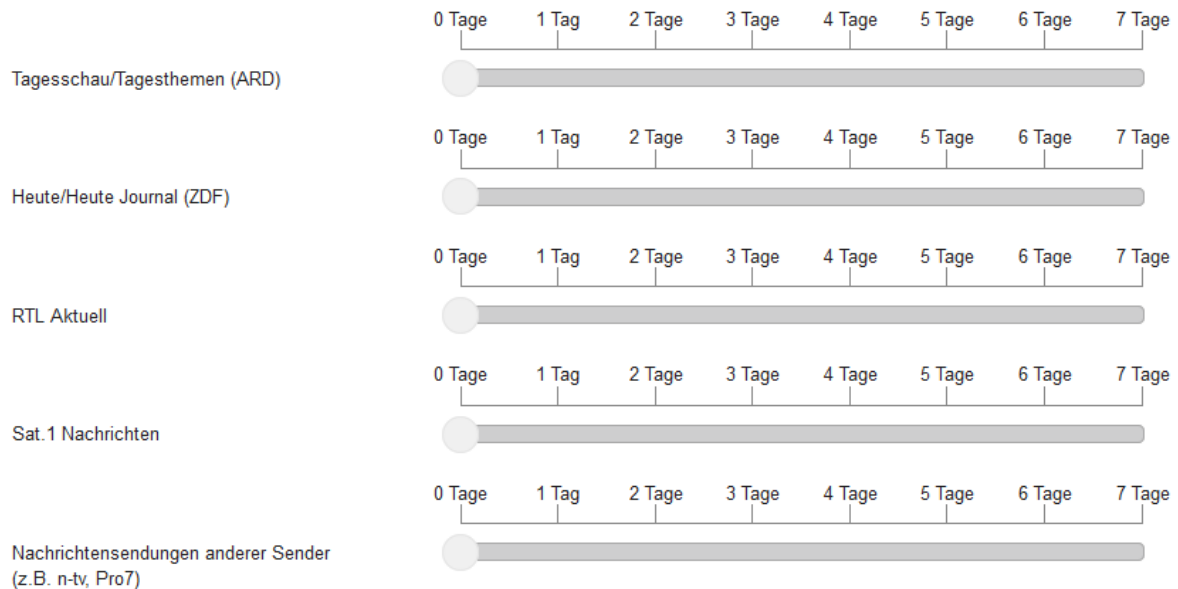 0 Tage 1 Tag 2 Tage 3 Tage 4 Tage 5 Tage 6 Tage 7 Tage
Tagesschau/Tagesthemen (ARD)
0 Tage 1 Tag 2 Tage 3 Tage 4 Tage 5 Tage 6 Tage 7 Tage
Heute/Heute Journal (ZDF)
0 Tage 1 Tag 2 Tage 3 Tage 4 Tage 5 Tage 6 Tage 7 Tage
RTL Aktuell
0 Tage 1 Tag 2 Tage 3 Tage 4 Tage 5 Tage 6 Tage 7 Tage
Sat.1 Nachrichten
0 Tage 1 Tag 2 Tage 3 Tage 4 Tage 5 Tage 6 Tage 7 Tage
Nachrichtensendungen anderer Sender
(z.B. n-tv, Pro7)